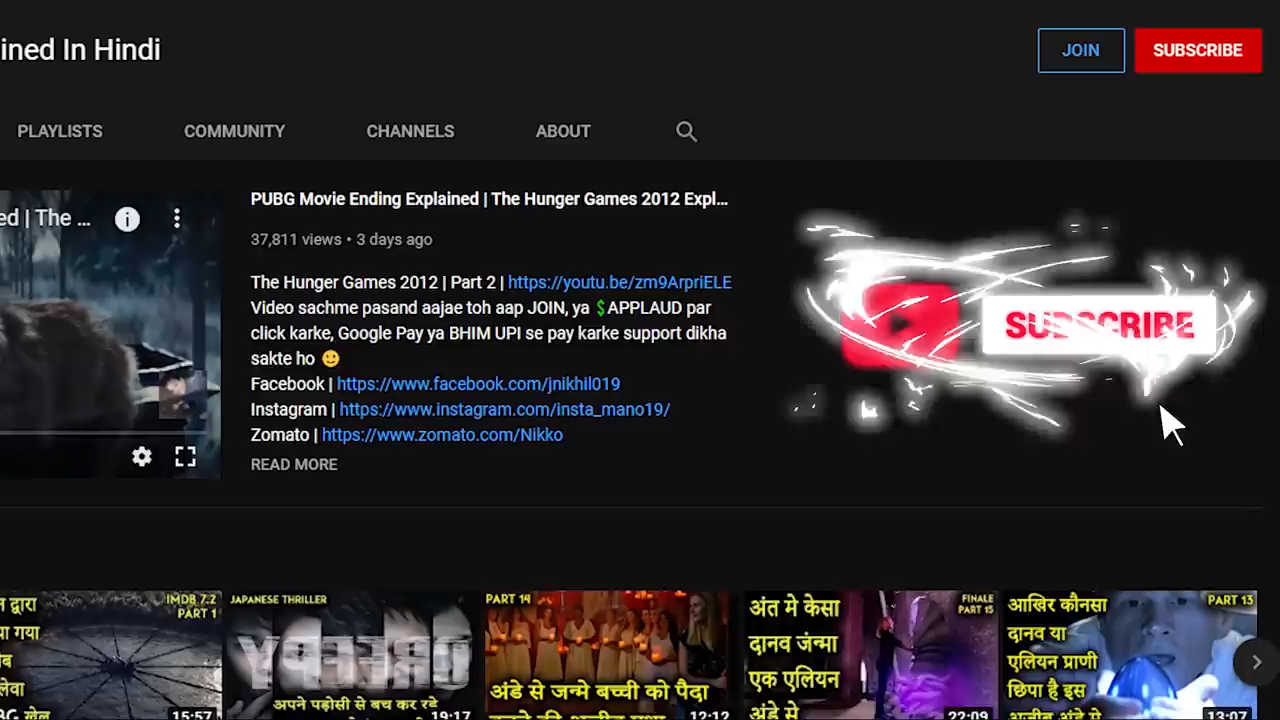 ined In Hindi
JOIN
SUBSCRIBE
PLAYLISTS
COMMUNITY
CHANNELS
ABOUT
ed | The ...
PUBG Movie Ending Explained | The Hunger Games 2012 Expl...
37,811 views • 3 days ago
The Hunger Games 2012 | Part 2 | https://youtu.be/zm9ArpriELE
Video sachme pasand aajae toh aap JOIN, ya $APPLAUD par
click karke, Google Pay ya BHIM UPI se pay karke support dikha
sakte ho 🙂
Facebook | https://www.facebook.com/jnikhil019
Instagram | https://www.instagram.com/insta_mano19/
Zomato | https://www.zomato.com/Nikko
READ MORE
SUBSCRIBE
द्वारा
गया
IMDB 7.2
PART 1
खेल
15:57
JAPANESE THRILLER
अपने पड़ोसी से बच कर रदे
19:17
PART 14
अंडे से जन्मे बच्ची को पैदा
12:12
अंत मे केसा
दानव जंन्मा
एक एलियन
अंडे से
FINALE
PART 15
22:09
आखिर कौनसा
दानव या
एलियन प्राणी
छिपा है इस
अजीब अंडे मे
PART 13
13:07